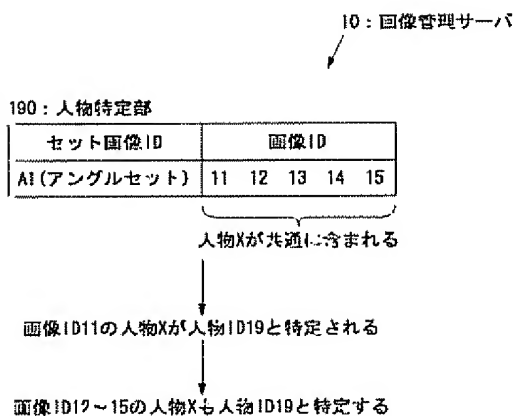 10：画像管理サーバ
190：人物特定部
セット画像ID 画像ID
A1(アングルセット) 11 12 13 14 15
人物Xが共通に含まれる
画像ID11の人物Xが人物ID19と特定される
画像ID12～15の人物Xも人物ID19と特定する